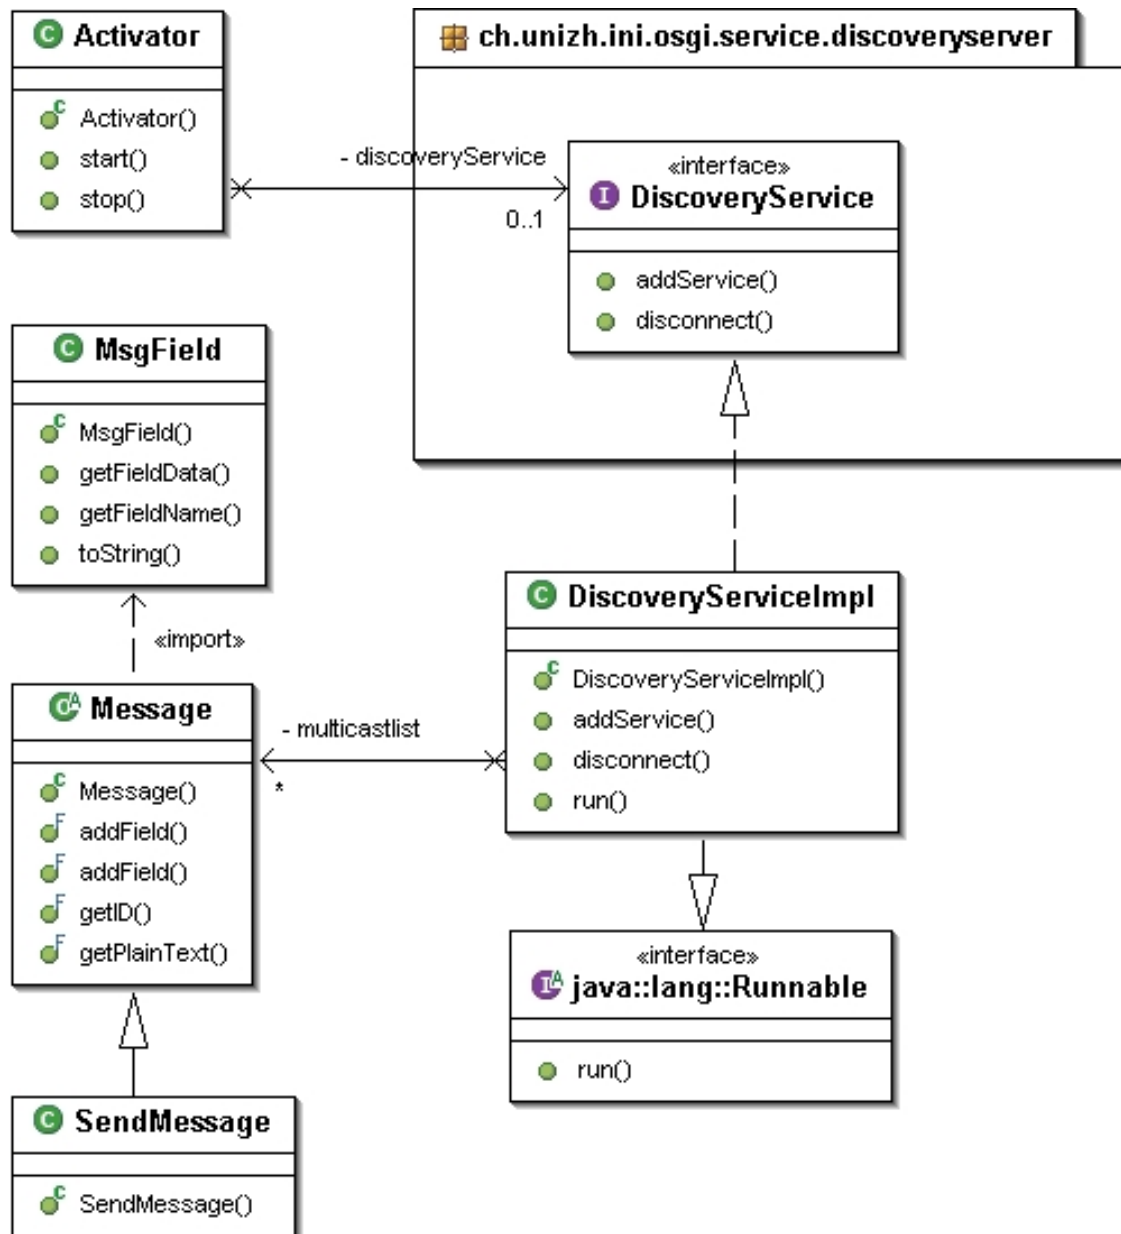 Activator
Activator()
start()
stop()
ch.unizh.ini.osgi.service.discoveryserver
- discoveryService
0..1
«interface»
DiscoveryService
addService()
disconnect()
MsgField
MsgField()
getFieldData()
getFieldName()
toString()
«import»
Message
Message()
addField()
addField()
getID()
getPlainText()
- multicastlist
*
DiscoveryServiceImpl
DiscoveryServiceImpl()
addService()
disconnect()
run()
«interface»
java::lang::Runnable
run()
SendMessage
SendMessage()